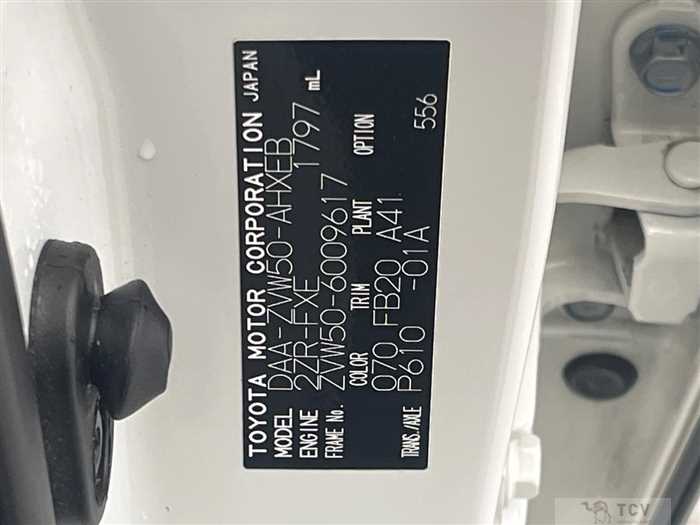 TOYOTA MOTOR CORPORATION JAPAN
MODEL DAA-ZVW50-AHXEB
ENGINE 2ZR-FXE 1797 mL
FRAME No. ZVW50-6009617
COLOR TRIM PLANT OPTION
070 FB20 A41 556
TRANS./AXLE P610 -01A
TCV